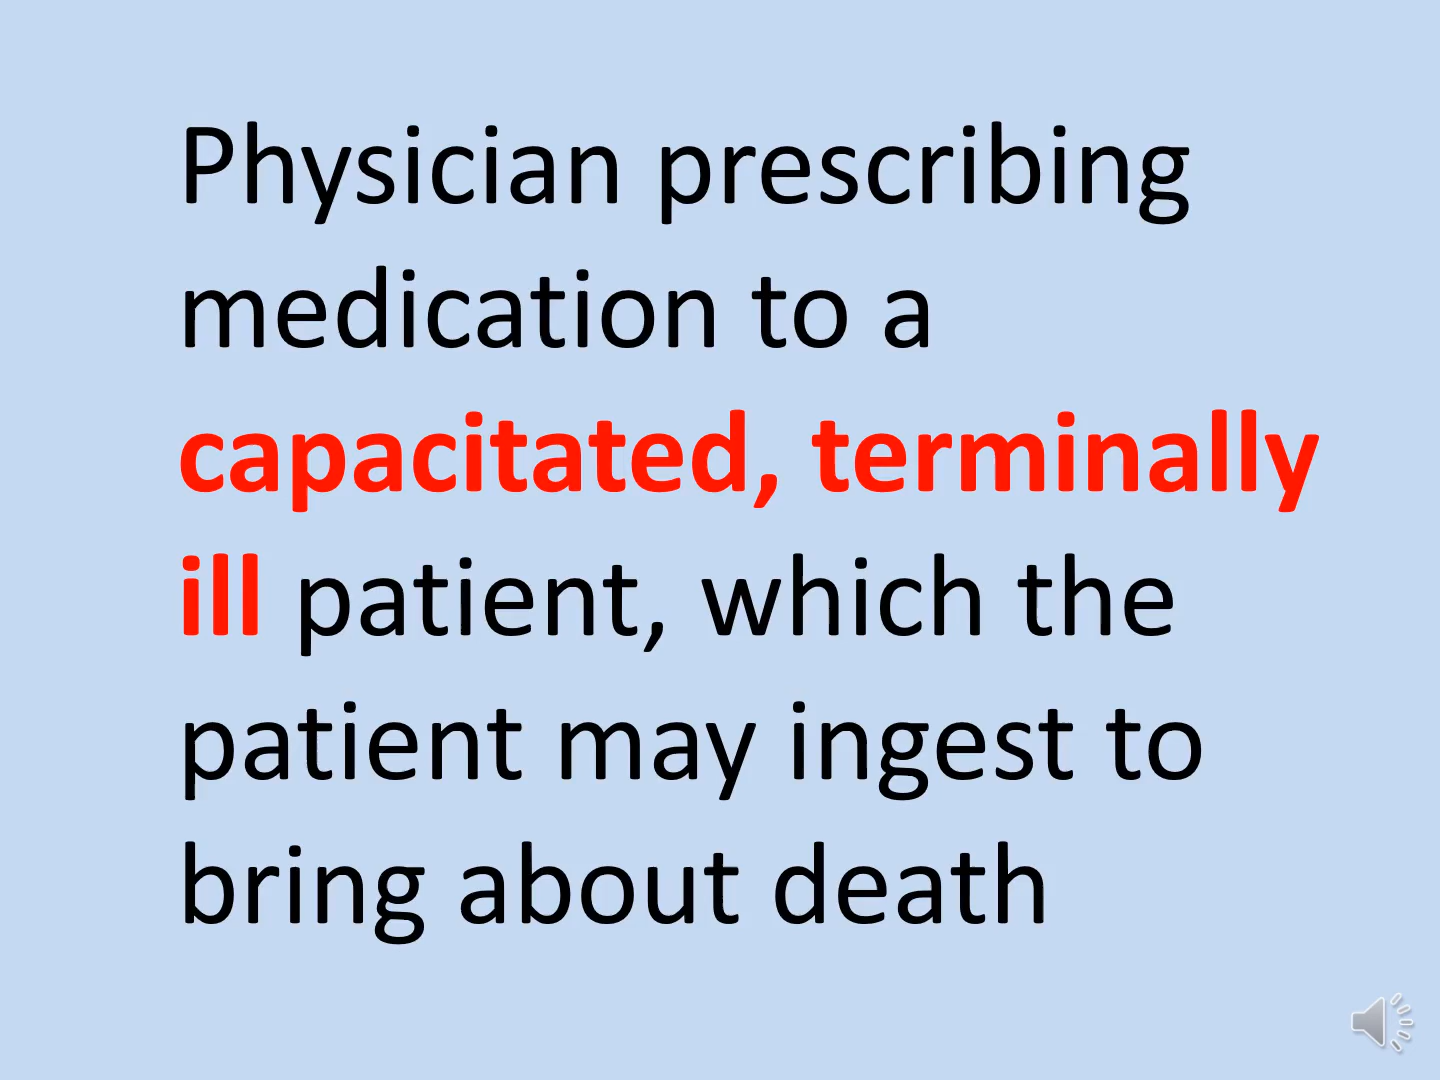 Physician prescribing
medication to a
capacitated, terminally
ill patient, which the
patient may ingest to
bring about death